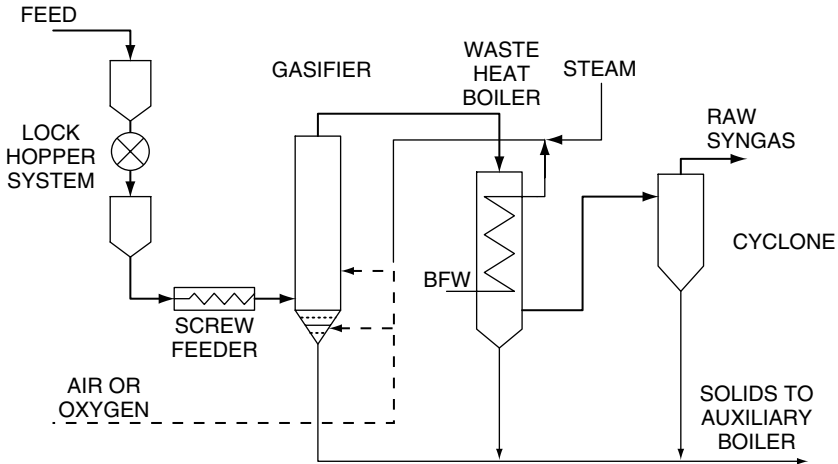 FEED
LOCK
HOPPER
SYSTEM
SCREW
FEEDER
GASIFIER
WASTE
HEAT
BOILER
STEAM
BFW
RAW
SYNGAS
CYCLONE
AIR OR
OXYGEN
SOLIDS TO
AUXILIARY
BOILER